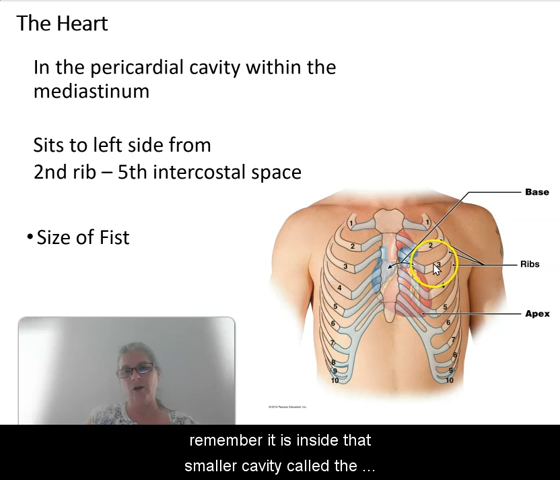 The Heart
In the pericardial cavity within the
mediastinum
Sits to left side from
2nd rib – 5th intercostal space
•Size of Fist
Base
Ribs
Apex
1 1
2 2
3 3
4
5 5
6 6
7 7
8 8
9 9
10 10
remember it is inside that
smaller cavity called the ...